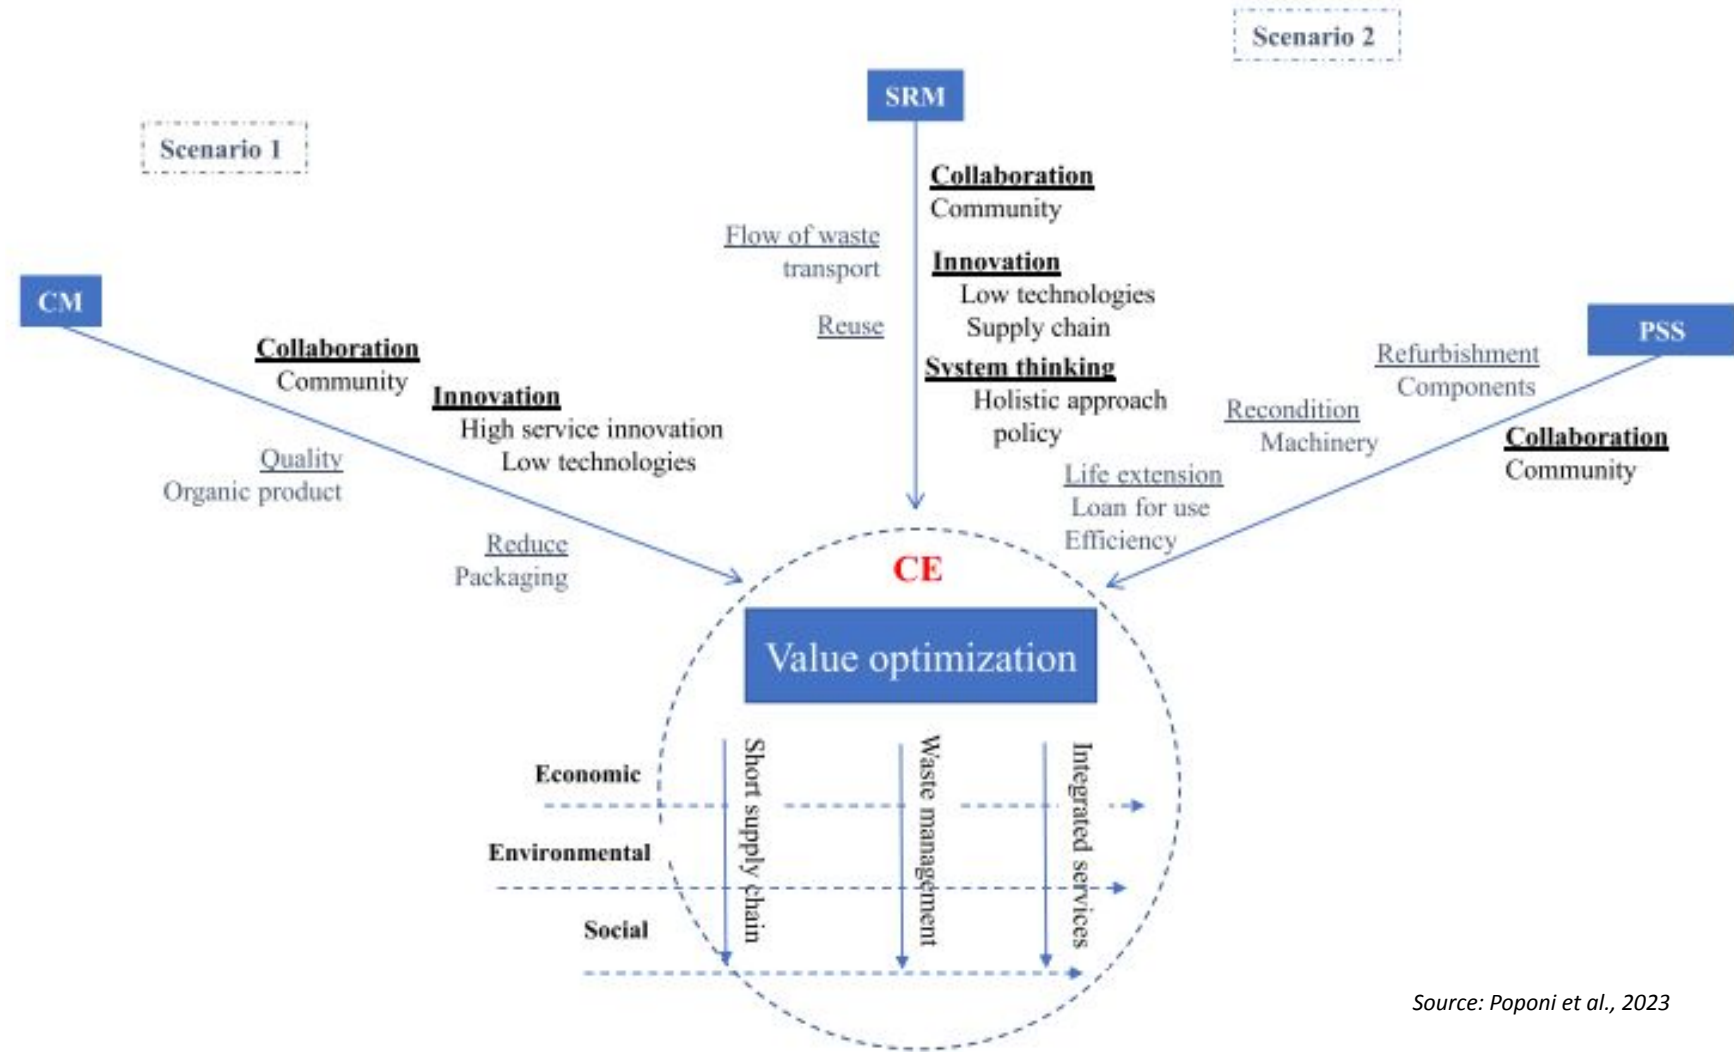 Scenario 2
SRM
Scenario 1
Collaboration
Community
Flow of waste
transport
Innovation
Low technologies
Supply chain
Reuse
System thinking
Holistic approach
policy
CM
Collaboration
Community
Innovation
High service innovation
Low technologies
Quality
Organic product
Reduce
Packaging
PSS
Refurbishment
Components
Recondition
Machinery
Collaboration
Community
Life extension
Loan for use
Efficiency
CE
Value optimization
Short supply chain
Waste management
Integrated services
Economic
Environmental
Social
Source: Poponi et al., 2023